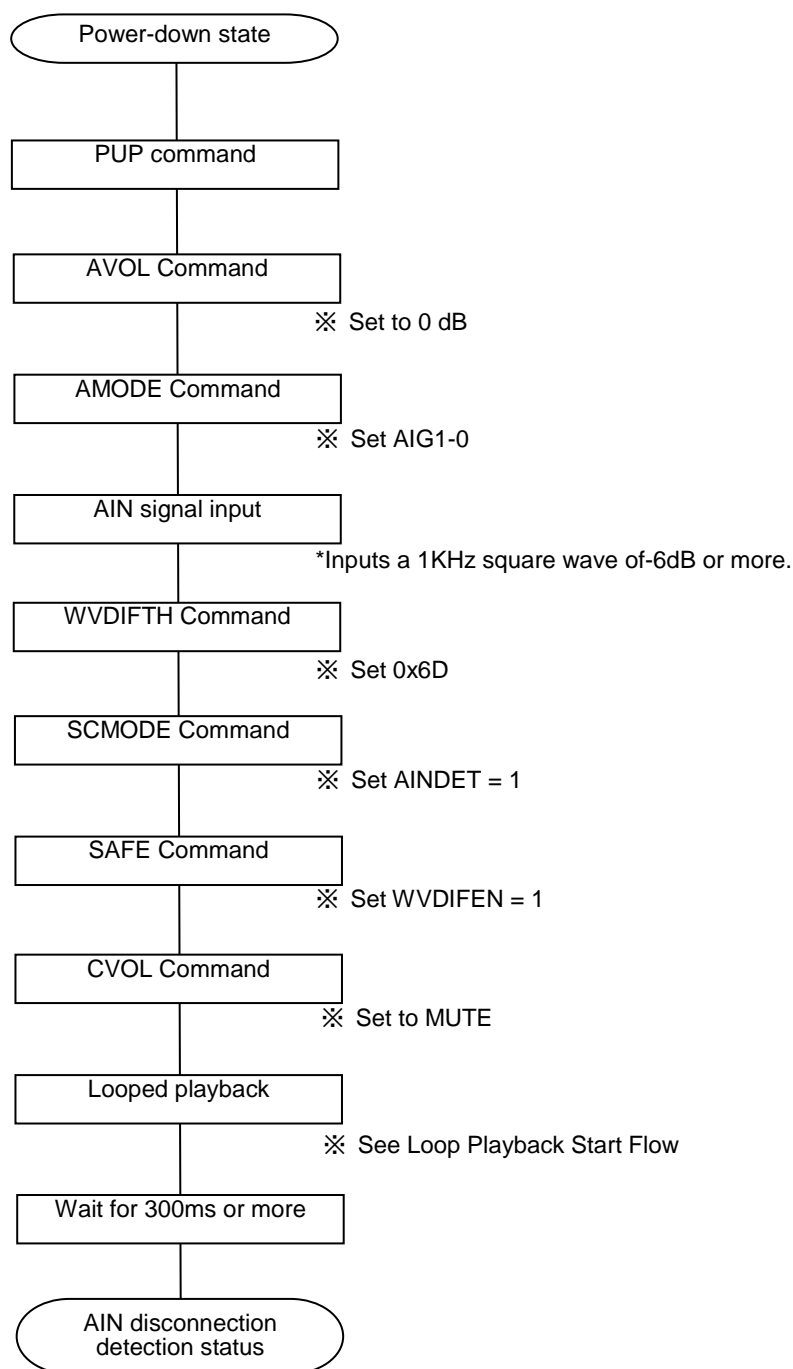 Power-down state
PUP command
AVOL Command
※ Set to 0 dB
AMODE Command
※ Set AIG1-0
AIN signal input
*Inputs a 1KHz square wave of-6dB or more.
WVDIFTH Command
※ Set 0x6D
SCMODE Command
※ Set AINDET = 1
SAFE Command
※ Set WVDIFEN = 1
CVOL Command
※ Set to MUTE
Looped playback
※ See Loop Playback Start Flow
Wait for 300ms or more
AIN disconnection
detection status